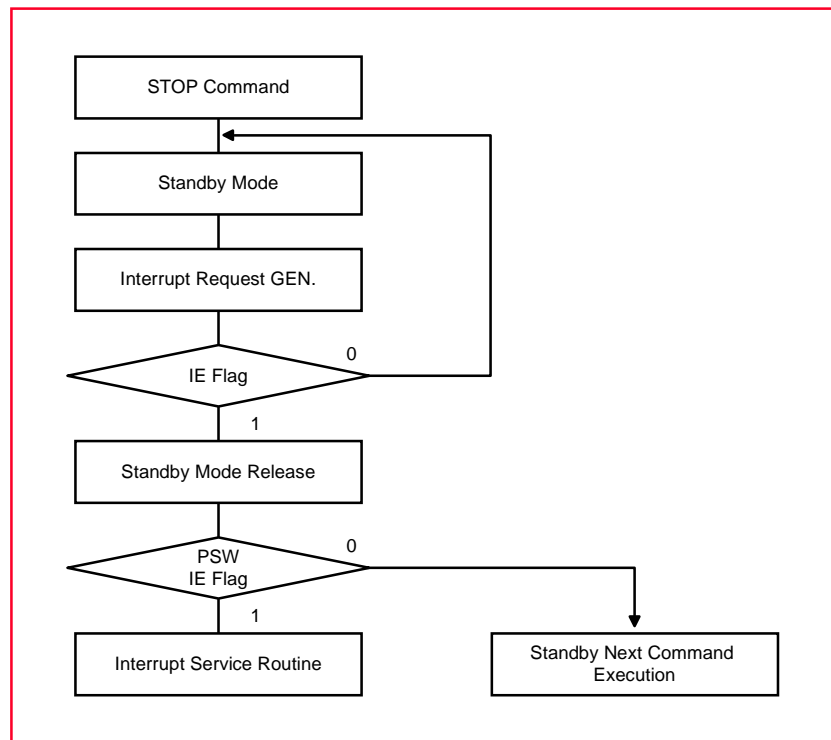 STOP Command
Standby Mode
Interrupt Request GEN.
0
IE Flag
1
Standby Mode Release
0
PSW
IE Flag
1
Interrupt Service Routine
Standby Next Command
Execution